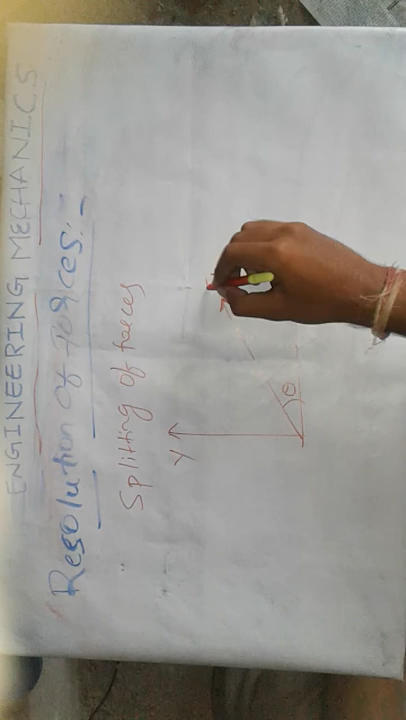 ENGINEERING MECHANICS
Resolution of Forces:-
Splitting of forces
Y
θ